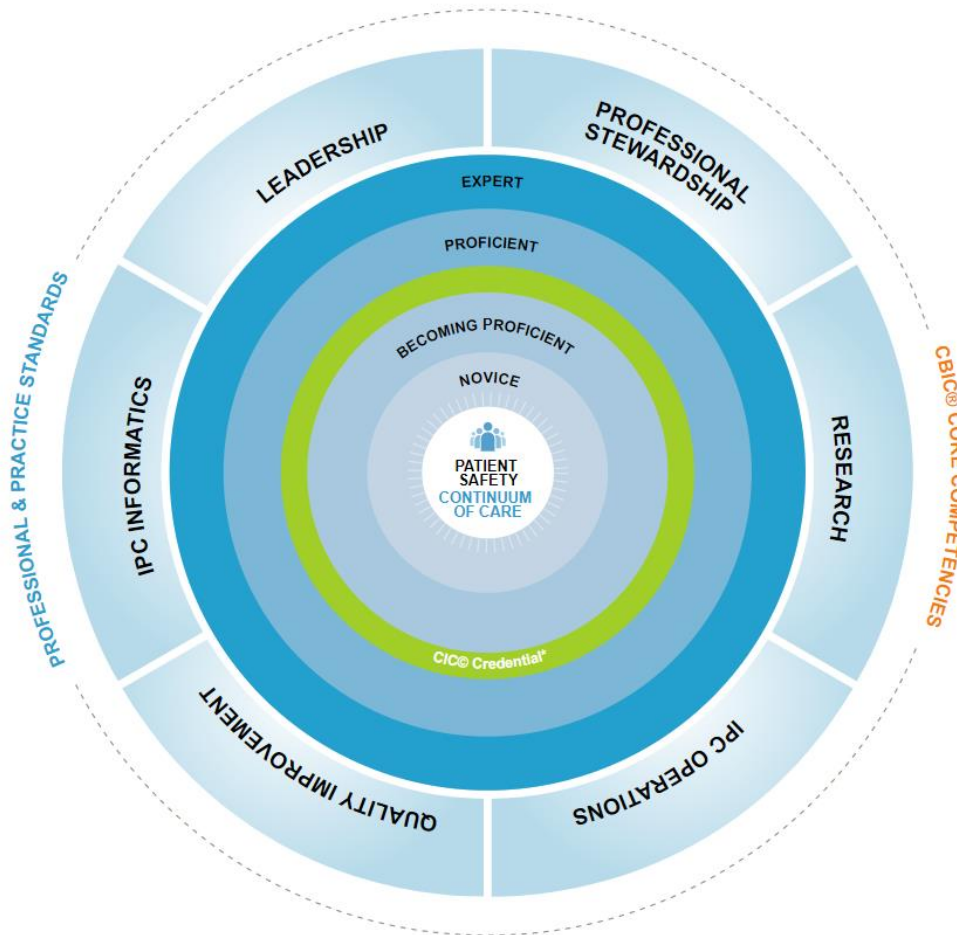 LEADERSHIP
PROFESSIONAL
STEWARDSHIP
EXPERT
PROFICIENT
BECOMING PROFICIENT
NOVICE
PATIENT
SAFETY
CONTINUUM
OF CARE
PROFESSIONAL & PRACTICE STANDARDS
IPC INFORMATICS
RESEARCH
CBIC® CORE COMPETENCIES
CIC© Credential*
QUALITY IMPROVEMENT
IPC OPERATIONS